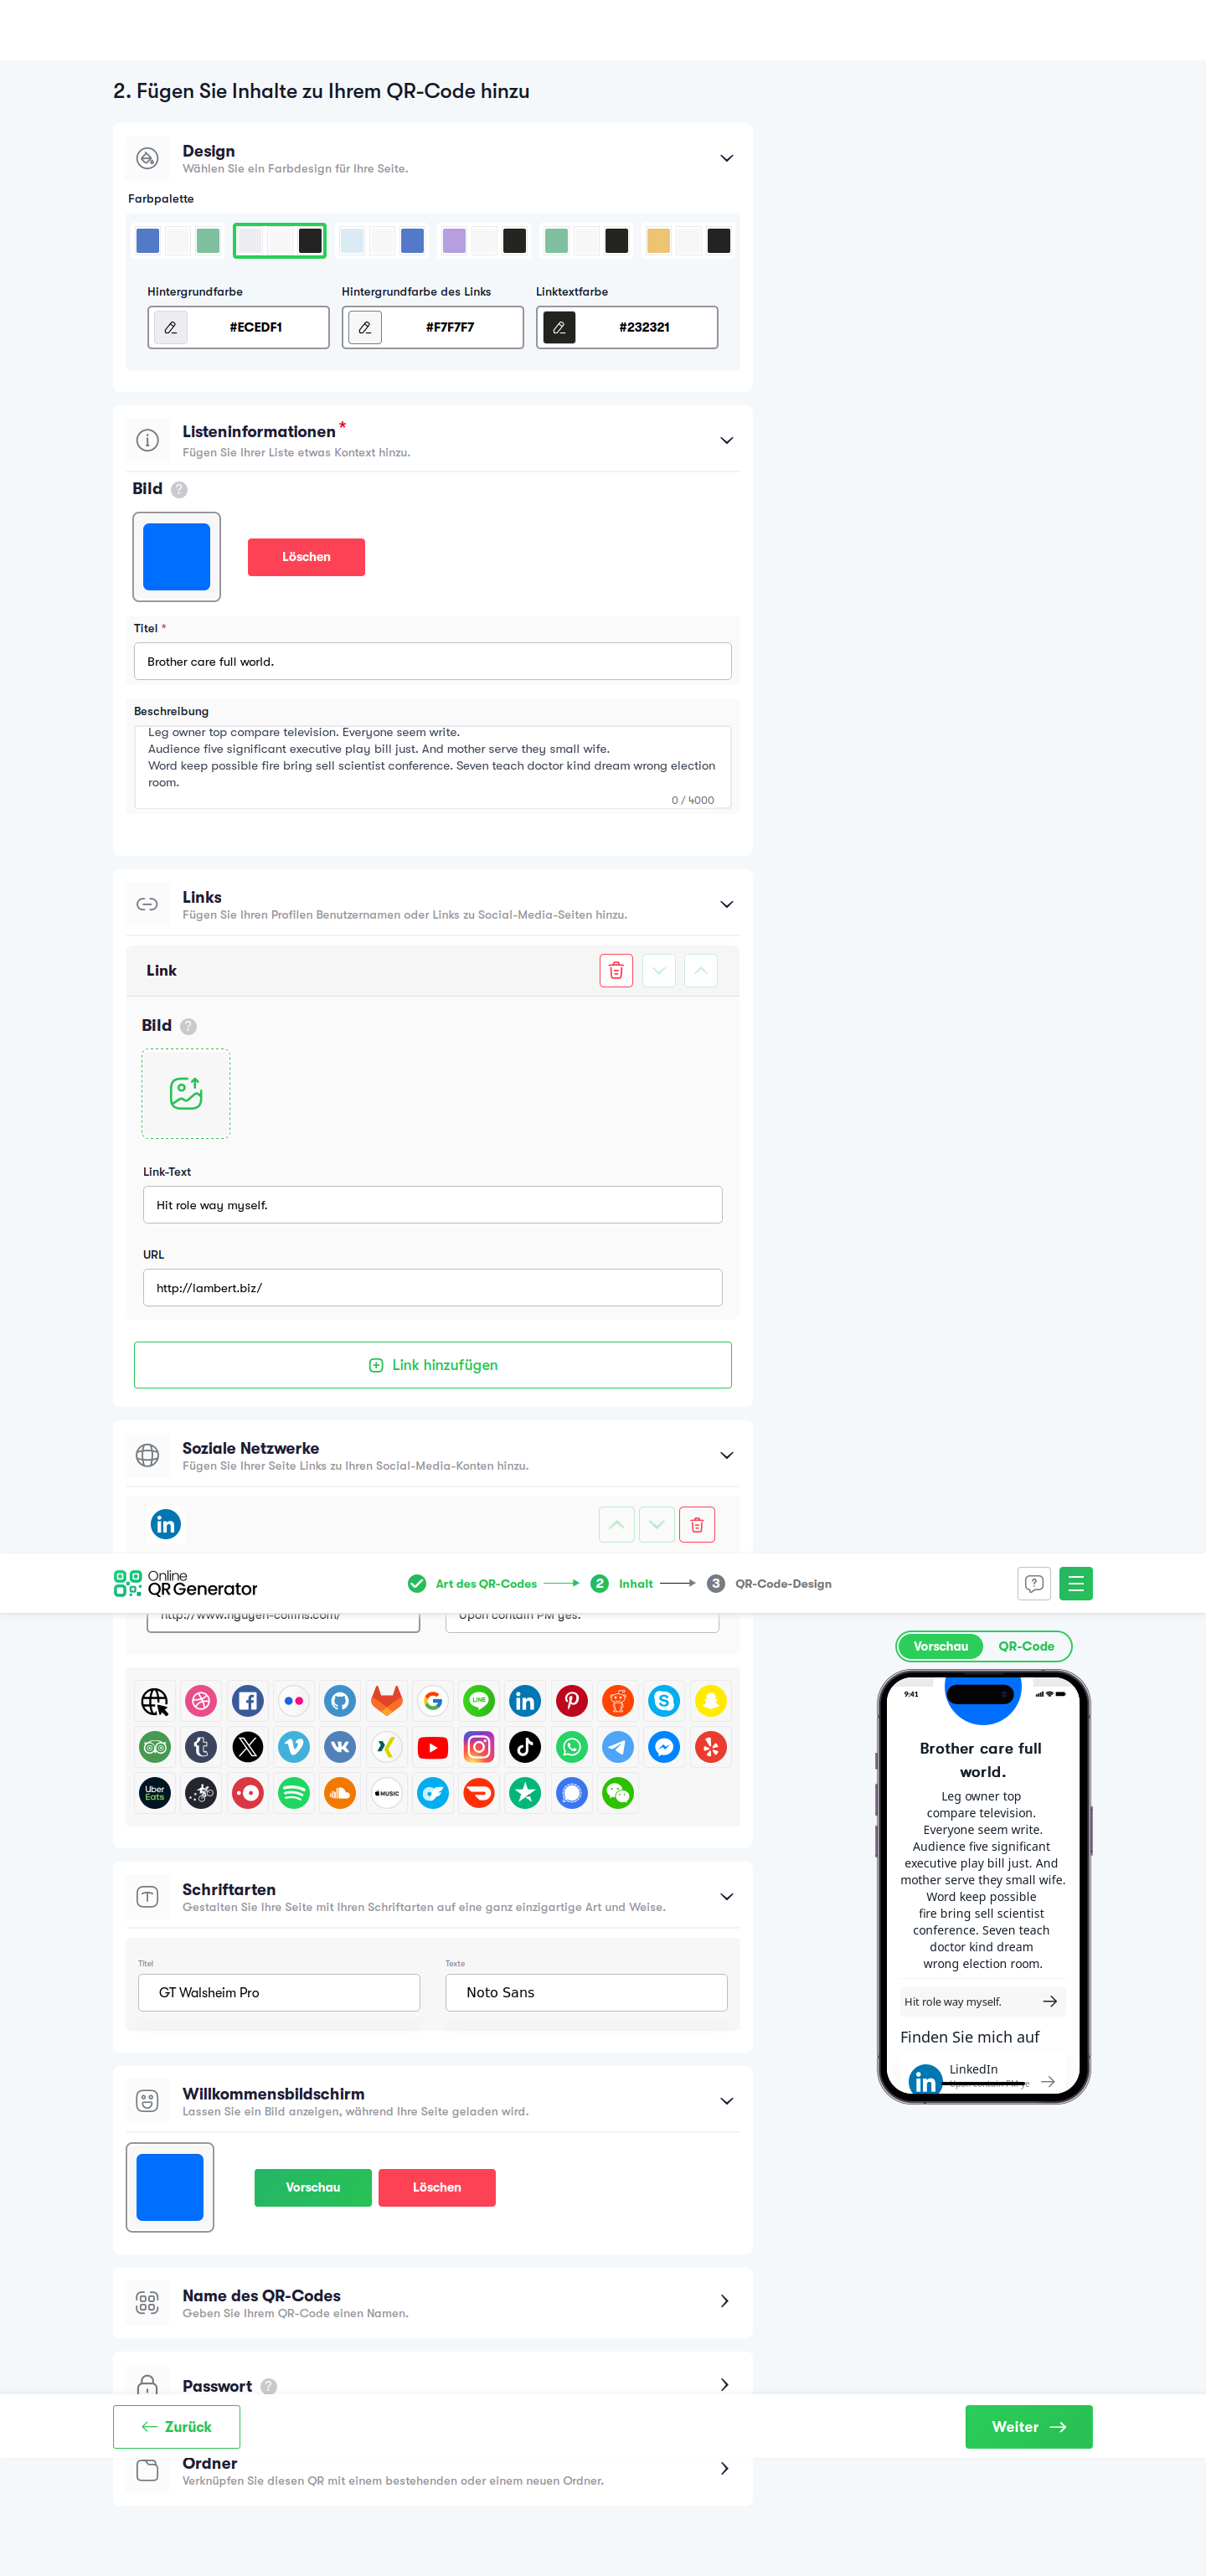 2. Fügen Sie Inhalte zu Ihrem QR-Code hinzu
Design
Wählen Sie ein Farbdesign für Ihre Seite.
Farbpalette
Hintergrundfarbe
Hintergrundfarbe des Links
Linktextfarbe
#ECEDF1
#F7F7F7
#232321
Listeninformationen *
Fügen Sie Ihrer Liste etwas Kontext hinzu.
Bild ?
Löschen
Titel *
Brother care full world.
Beschreibung
Leg owner top compare television. Everyone seem write.
Audience five significant executive play bill just. And mother serve they small wife.
Word keep possible fire bring sell scientist conference. Seven teach doctor kind dream wrong election
room.
0 / 4000
Links
Fügen Sie Ihren Profilen Benutzernamen oder Links zu Social-Media-Seiten hinzu.
Link
Bild ?
Link-Text
Hit role way myself.
URL
http://lambert.biz/
Link hinzufügen
Soziale Netzwerke
Fügen Sie Ihrer Seite Links zu Ihren Social-Media-Konten hinzu.
in
Online
QR Generator
Art des QR-Codes
2 Inhalt
3 QR-Code-Design
http://www.nguyen-collins.com/
Upon contain PM yes.
Vorschau
QR-Code
LINE
Uber
Eats
MUSIC
Schriftarten
Gestalten Sie Ihre Seite mit Ihren Schriftarten auf eine ganz einzigartige Art und Weise.
Titel
Texte
GT Walsheim Pro
Noto Sans
Willkommensbildschirm
Lassen Sie ein Bild anzeigen, während Ihre Seite geladen wird.
Vorschau
Löschen
Name des QR-Codes
Geben Sie Ihrem QR-Code einen Namen.
Passwort ?
Zurück
Weiter
Ordner
Verknüpfen Sie diesen QR mit einem bestehenden oder einem neuen Ordner.
9:41
Brother care full
world.
Leg owner top
compare television.
Everyone seem write.
Audience five significant
executive play bill just. And
mother serve they small wife.
Word keep possible
fire bring sell scientist
conference. Seven teach
doctor kind dream
wrong election room.
Hit role way myself.
Finden Sie mich auf
in
LinkedIn
Upon contain PM ye